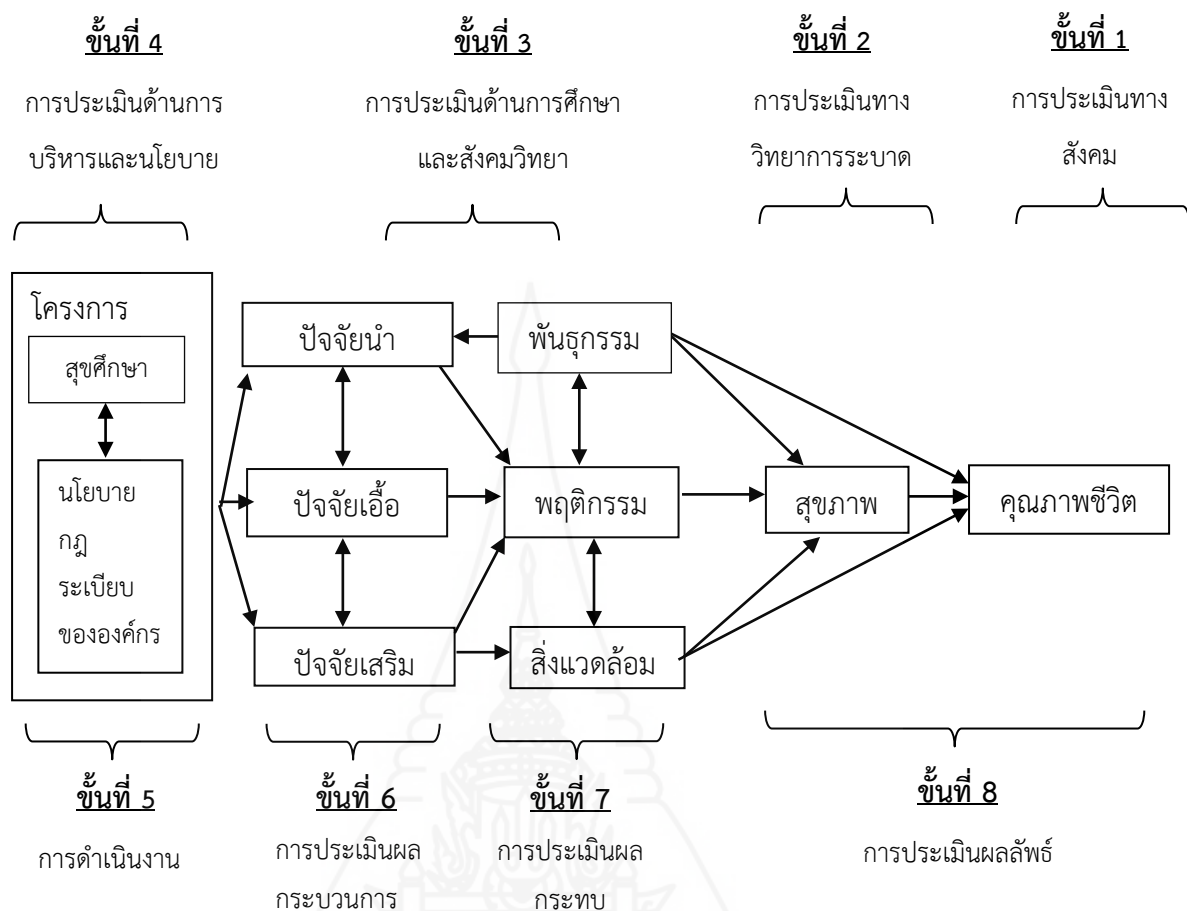 ขั้นที่ 4
การประเมินด้านการ
บริหารและนโยบาย
ขั้นที่ 3
การประเมินด้านการศึกษา
และสังคมวิทยา
ขั้นที่ 2
การประเมินทาง
วิทยาการระบาด
ขั้นที่ 1
การประเมินทาง
สังคม
โครงการ
สุขศึกษา
นโยบาย
กฎ
ระเบียบ
ขององค์กร
ปัจจัยนำ
ปัจจัยเอื้อ
ปัจจัยเสริม
พันธุกรรม
พฤติกรรม
สิ่งแวดล้อม
สุขภาพ
คุณภาพชีวิต
ขั้นที่ 5
การดำเนินงาน
ขั้นที่ 6
การประเมินผล
กระบวนการ
ขั้นที่ 7
การประเมินผล
กระทบ
ขั้นที่ 8
การประเมินผลลัพธ์